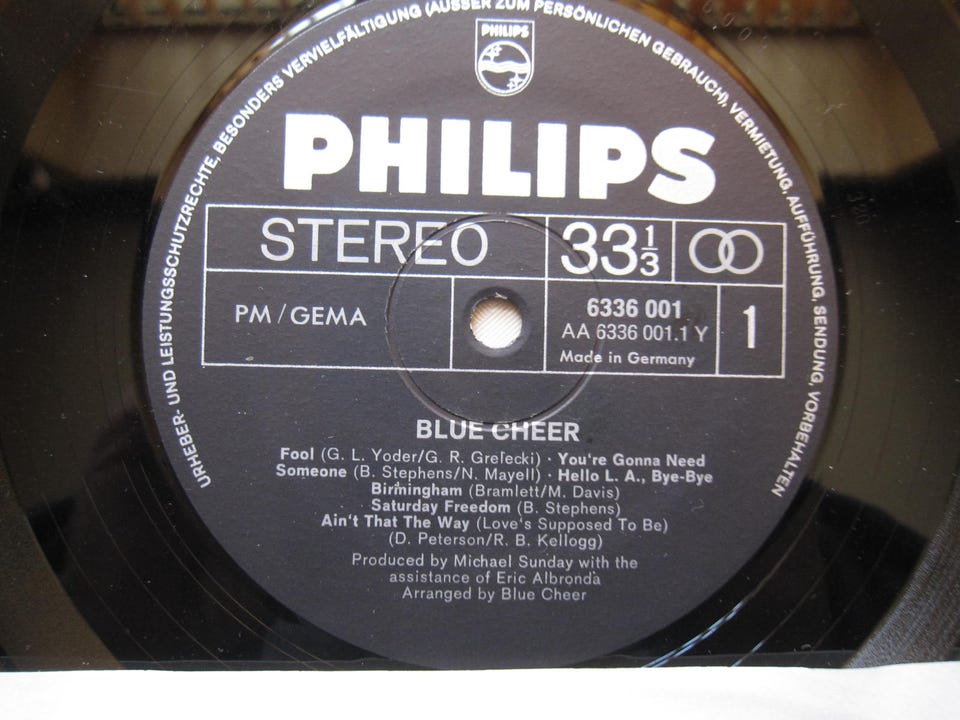 URHEBER- UND LEISTUNGSSCHUTZRECHTE, BESONDERS VERVIELFÄLTIGUNG (AUSSER ZUM PERSÖNLICHEN GEBRAUCH), VERMIETUNG, AUFFÜHRUNG, SENDUNG, VORBEHALTEN
PHILIPS
PHILIPS
STEREO 33 1/3
PM/GEMA 6336 001 1
AA 6336 001.1 Y
Made in Germany
BLUE CHEER
Fool (G. L. Yoder/G. R. Grelecki) · You're Gonna Need
Someone (B. Stephens/N. Mayell) · Hello L. A., Bye-Bye
Birmingham (Bramlett/M. Davis)
Saturday Freedom (B. Stephens)
Ain't That The Way (Love's Supposed To Be)
(D. Peterson/R. B. Kellogg)
Produced by Michael Sunday with the
assistance of Eric Albronda
Arranged by Blue Cheer